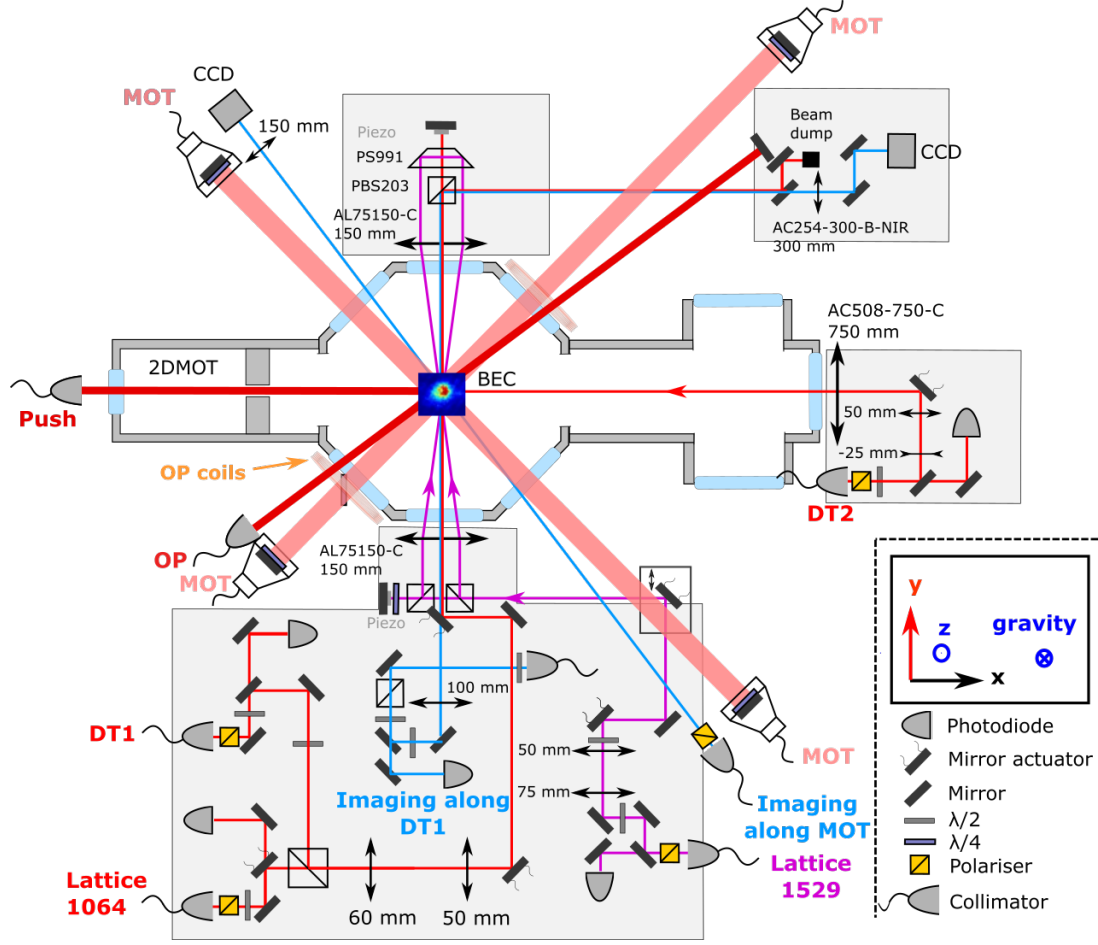 MOT
CCD
MOT
150 mm
Piezo
PS991
PBS203
AL75150-C
150 mm
Beam
dump
CCD
AC254-300-B-NIR
300 mm
2DMOT
BEC
AC508-750-C
750 mm
Push
50 mm
-25 mm
OP coils
DT2
OP
MOT
AL75150-C
150 mm
Piezo
y
z
gravity
x
100 mm
DT1
50 mm
75 mm
MOT
Imaging along
DT1
Imaging
along MOT
Lattice
1529
Lattice
1064
60 mm
50 mm
Photodiode
Mirror actuator
Mirror
λ/2
λ/4
Polariser
Collimator